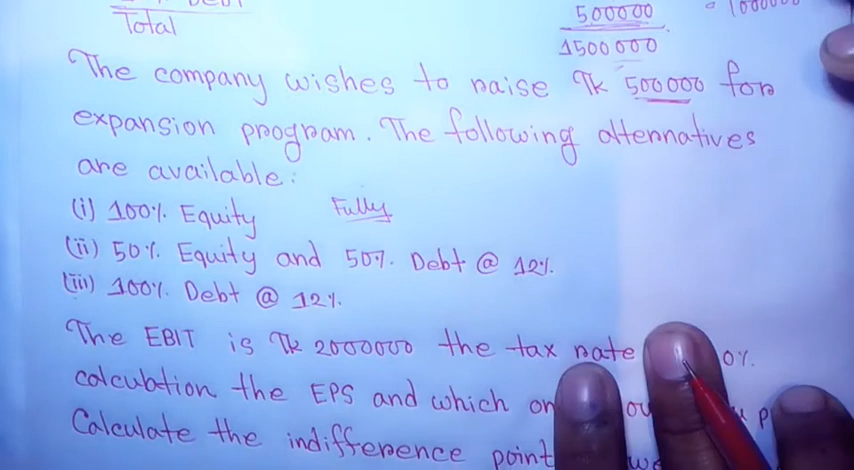 Total
500000
1500000
The company wishes to raise Tk 500000 for
expansion program. The following alternatives
are available:
(i) 100% Equity Fully
(ii) 50% Equity and 50% Debt @ 12%.
(iii) 100% Debt @ 12%.
The EBIT is Tk 2000000 the tax rate 0%.
calculation the EPS and which
Calculate the indifference point